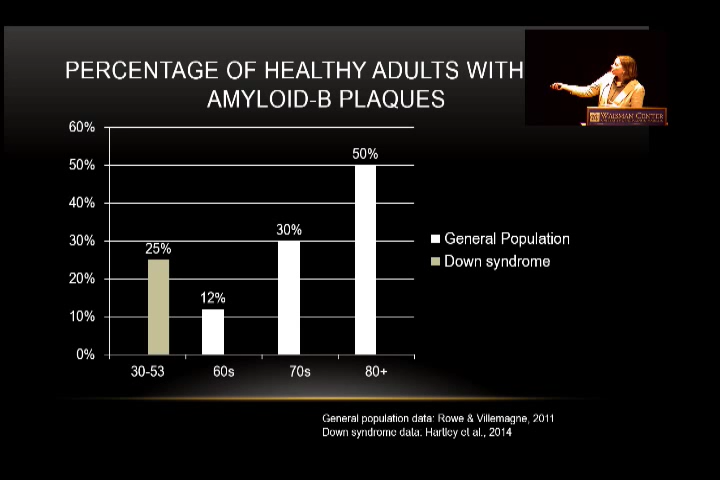 PERCENTAGE OF HEALTHY ADULTS WITH
AMYLOID-B PLAQUES
WAISMAN CENTER
60%
50%
40%
30%
20%
10%
0%
25%
12%
30%
50%
30-53
60s
70s
80+
General Population
Down syndrome
General population data: Rowe & Villemagne, 2011
Down syndrome data: Hartley et al., 2014